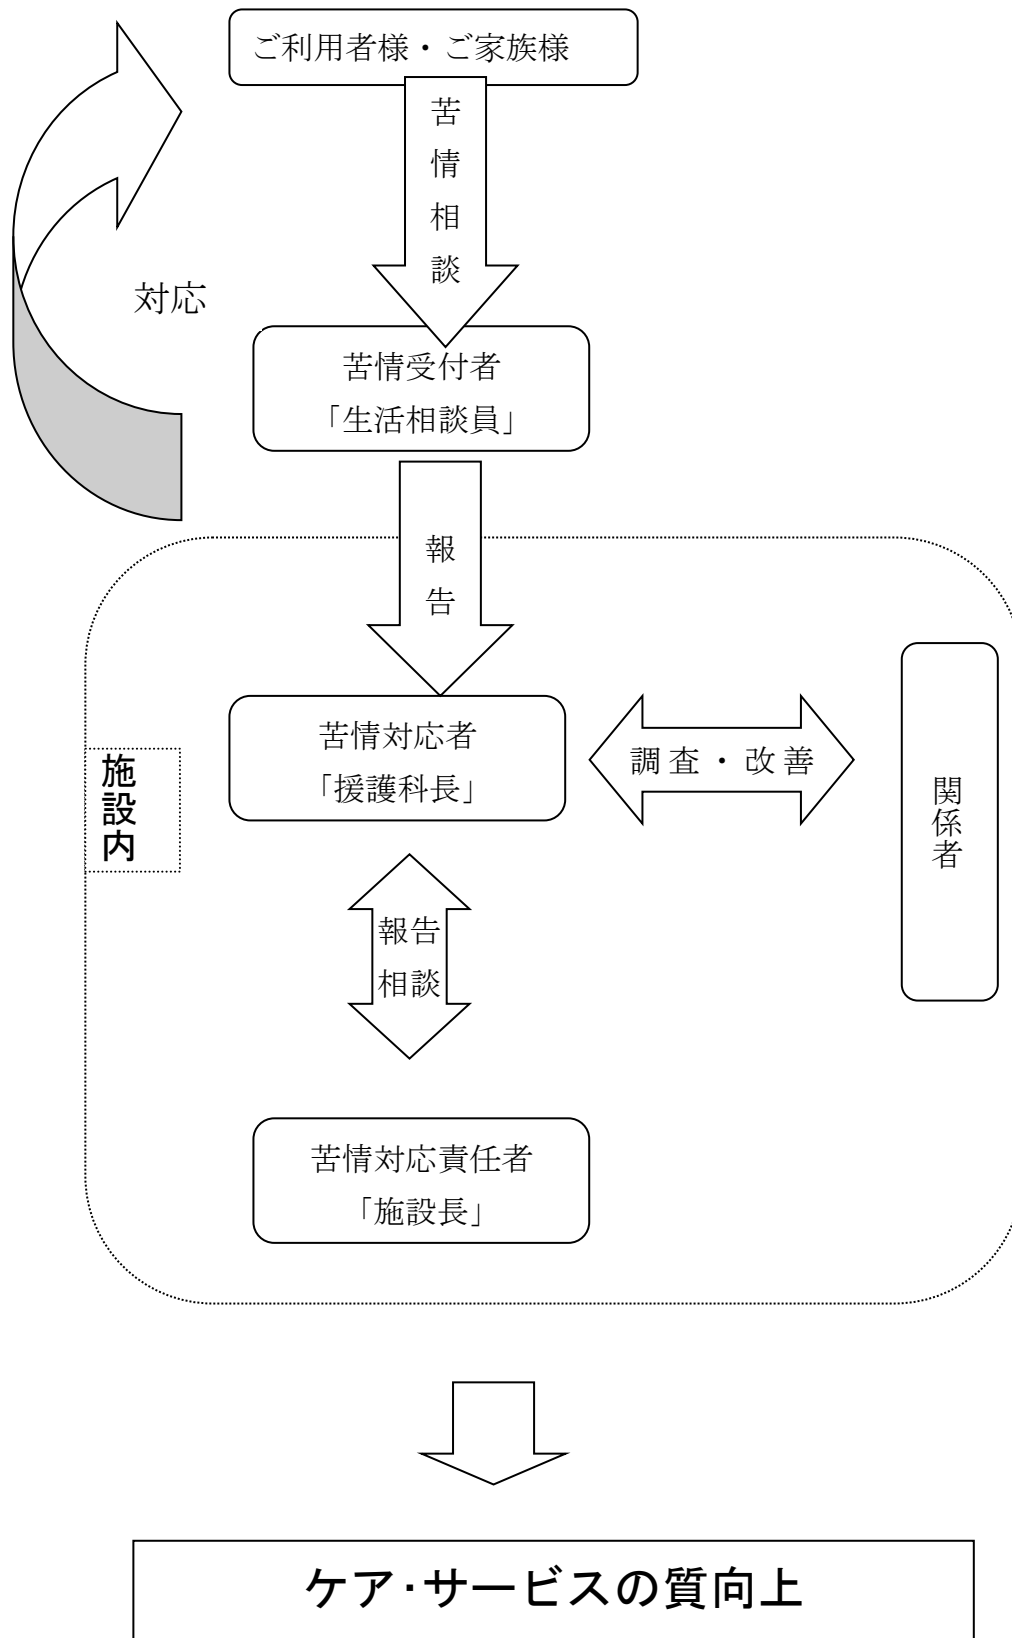 ご利用者様・ご家族様
苦情相談
対応
苦情受付者
「生活相談員」
報告
苦情対応者
「援護科長」
調査・改善
関係者
施設内
報告
相談
苦情対応責任者
「施設長」
ケア・サービスの質向上